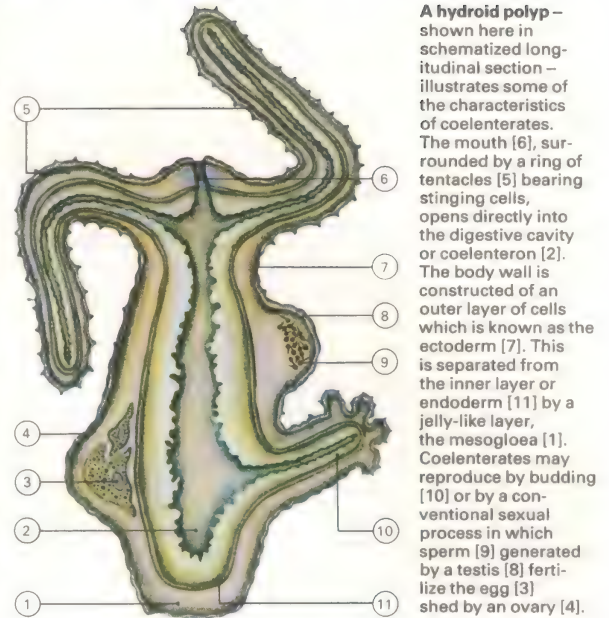 A hydroid polyp –
shown here in
schematized long-
itudinal section –
illustrates some of
the characteristics
of coelenterates.
The mouth [6], sur-
rounded by a ring of
tentacles [5] bearing
stinging cells,
opens directly into
the digestive cavity
or coelenteron [2].
The body wall is
constructed of an
outer layer of cells
which is known as the
ectoderm [7]. This
is separated from
the inner layer or
endoderm [11] by a
jelly-like layer,
the mesogloea [1].
Coelenterates may
reproduce by budding
[10] or by a con-
ventional sexual
process in which
sperm [9] generated
by a testis [8] ferti-
lize the egg [3]
shed by an ovary [4].
5
6
7
8
9
4
3
2
10
1
11